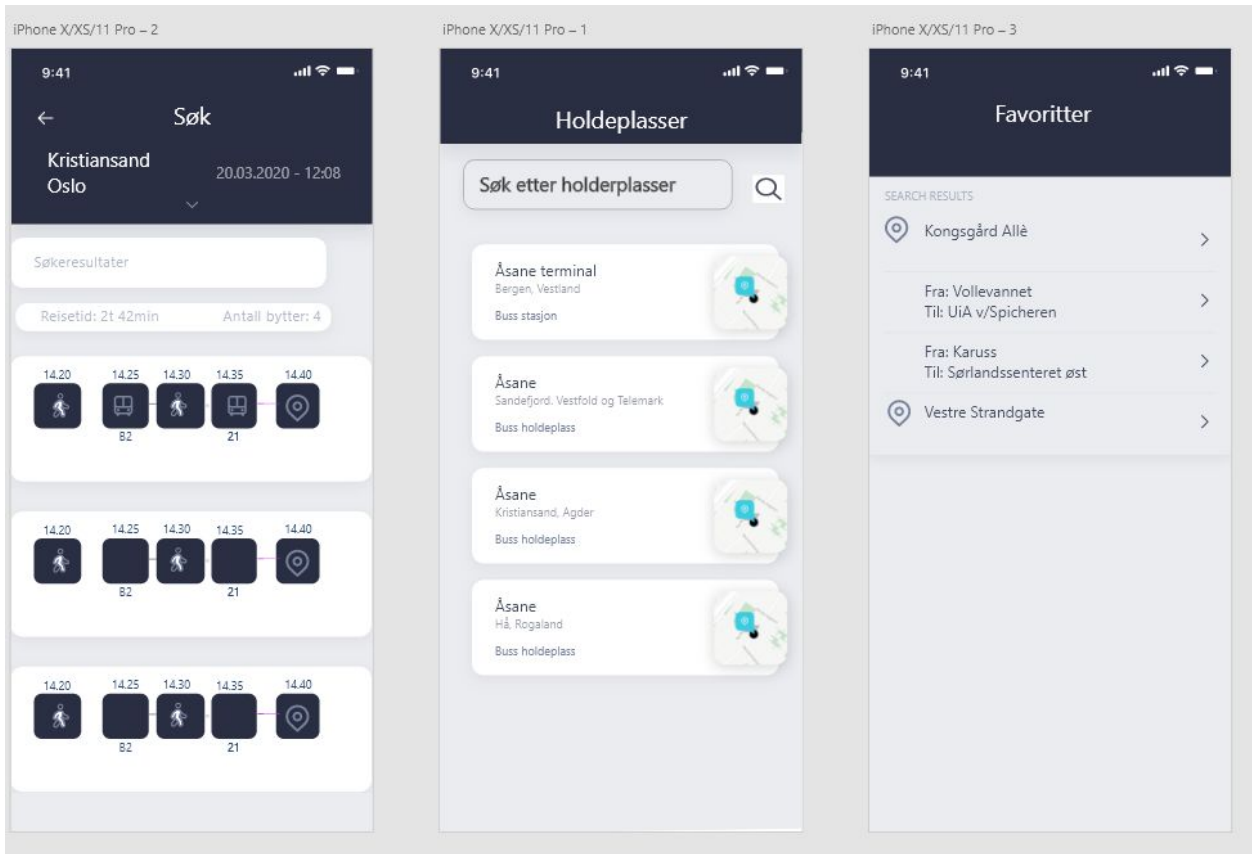 iPhone X/XS/11 Pro – 2
9:41
Søk
Kristiansand
Oslo
20.03.2020 - 12:08
Søkeresultater
Reisetid: 2t 42min
Antall bytter: 4
14.20 14.25 14.30 14.35 14.40
B2 21
14.20 14.25 14.30 14.35 14.40
B2 21
14.20 14.25 14.30 14.35 14.40
B2 21
iPhone X/XS/11 Pro – 1
9:41
Holdeplasser
Søk etter holderplasser
Åsane terminal
Bergen, Vestland
Buss stasjon
Åsane
Sandefjord. Vestfold og Telemark
Buss holdeplass
Åsane
Kristiansand, Agder
Buss holdeplass
Åsane
Hå, Rogaland
Buss holdeplass
iPhone X/XS/11 Pro – 3
9:41
Favoritter
SEARCH RESULTS
Kongsgård Allè
Fra: Vollevannet
Til: UiA v/Spicheren
Fra: Karuss
Til: Sørlandssenteret øst
Vestre Strandgate